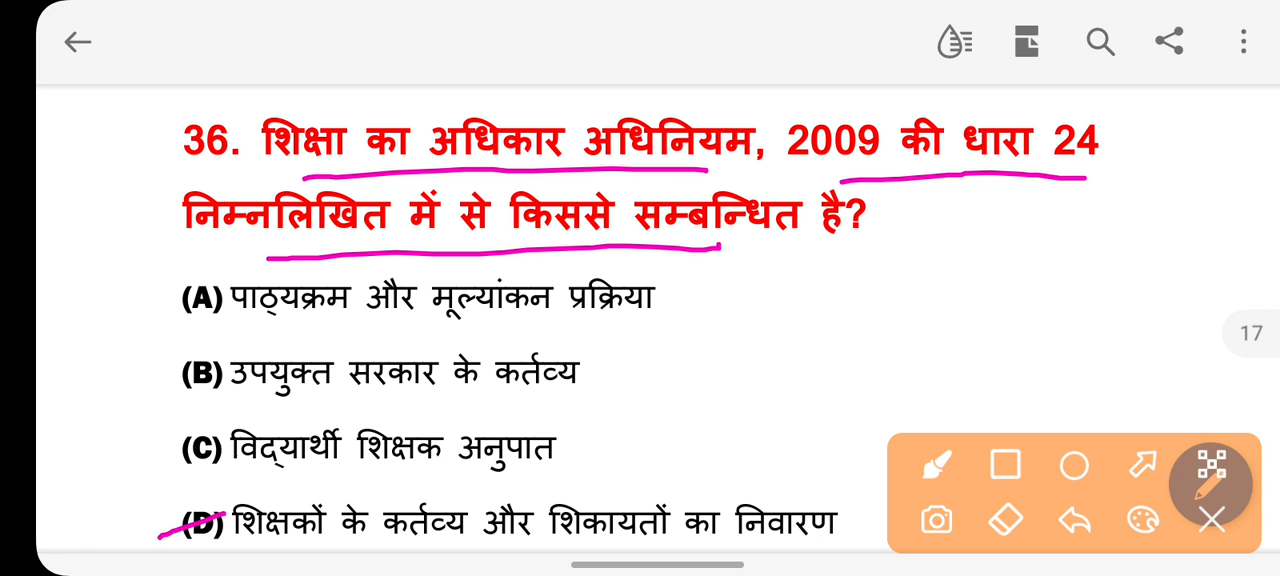 36. शिक्षा का अधिकार अधिनियम, 2009 की धारा 24
निम्नलिखित में से किससे सम्बन्धित है?
(A) पाठ्यक्रम और मूल्यांकन प्रक्रिया
(B) उपयुक्त सरकार के कर्तव्य
17
(C) विद्यार्थी शिक्षक अनुपात
(D) शिक्षकों के कर्तव्य और शिकायतों का निवारण